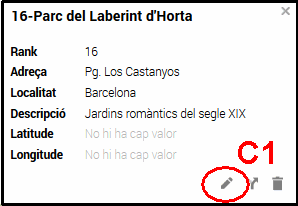 16-Parc del Laberint d'Horta
Rank 16
Adreça Pg. Los Castanyos
Localitat Barcelona
Descripció Jardins romàntics del segle XIX
Latitude No hi ha cap valor
Longitude No hi ha cap valor
C1